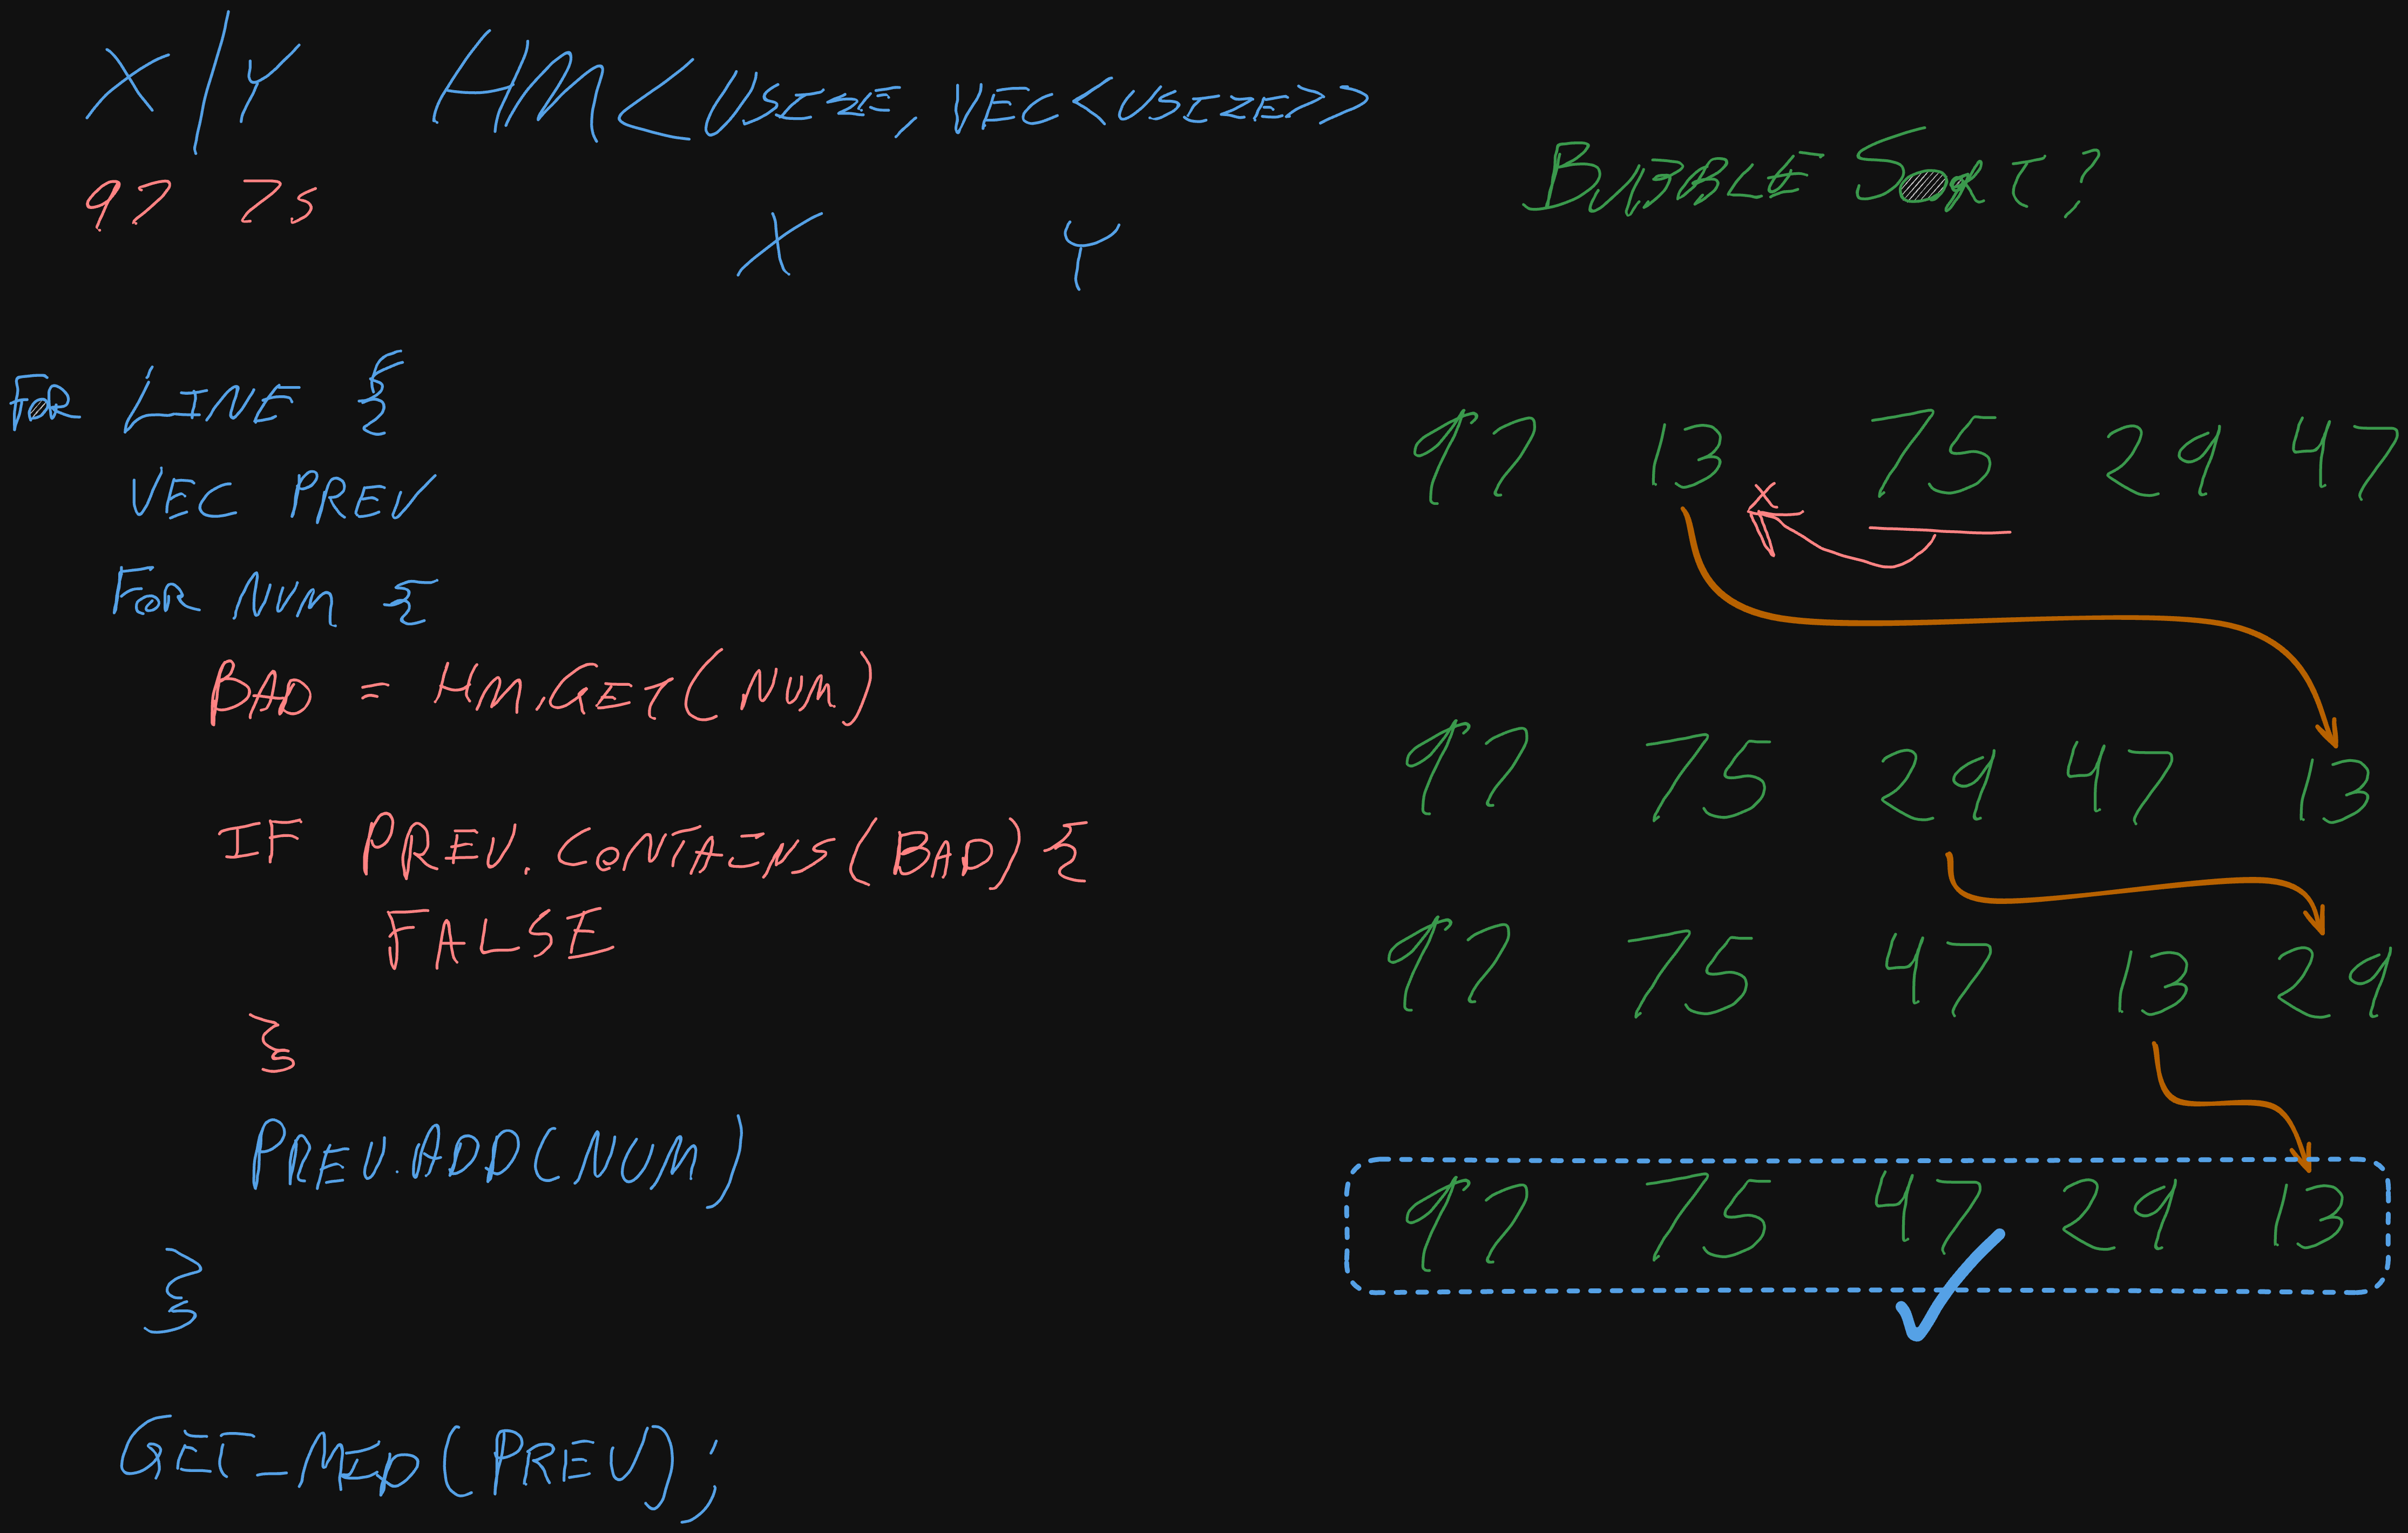 X|Y HM<USIZE, VEC<USIZE>>
97 75
X Y
FOR LINE {
VEC PREV
FOR NUM {
BAD = HM.GET(NUM)
IF PREV.CONTAINS(BAD) {
FALSE
}
PREV.ADD(NUM)
}
GET_MID(PREV);
BUBBLE SORT?
97 13 75 29 47
97 75 29 47 13
97 75 47 13 29
97 75 47 29 13